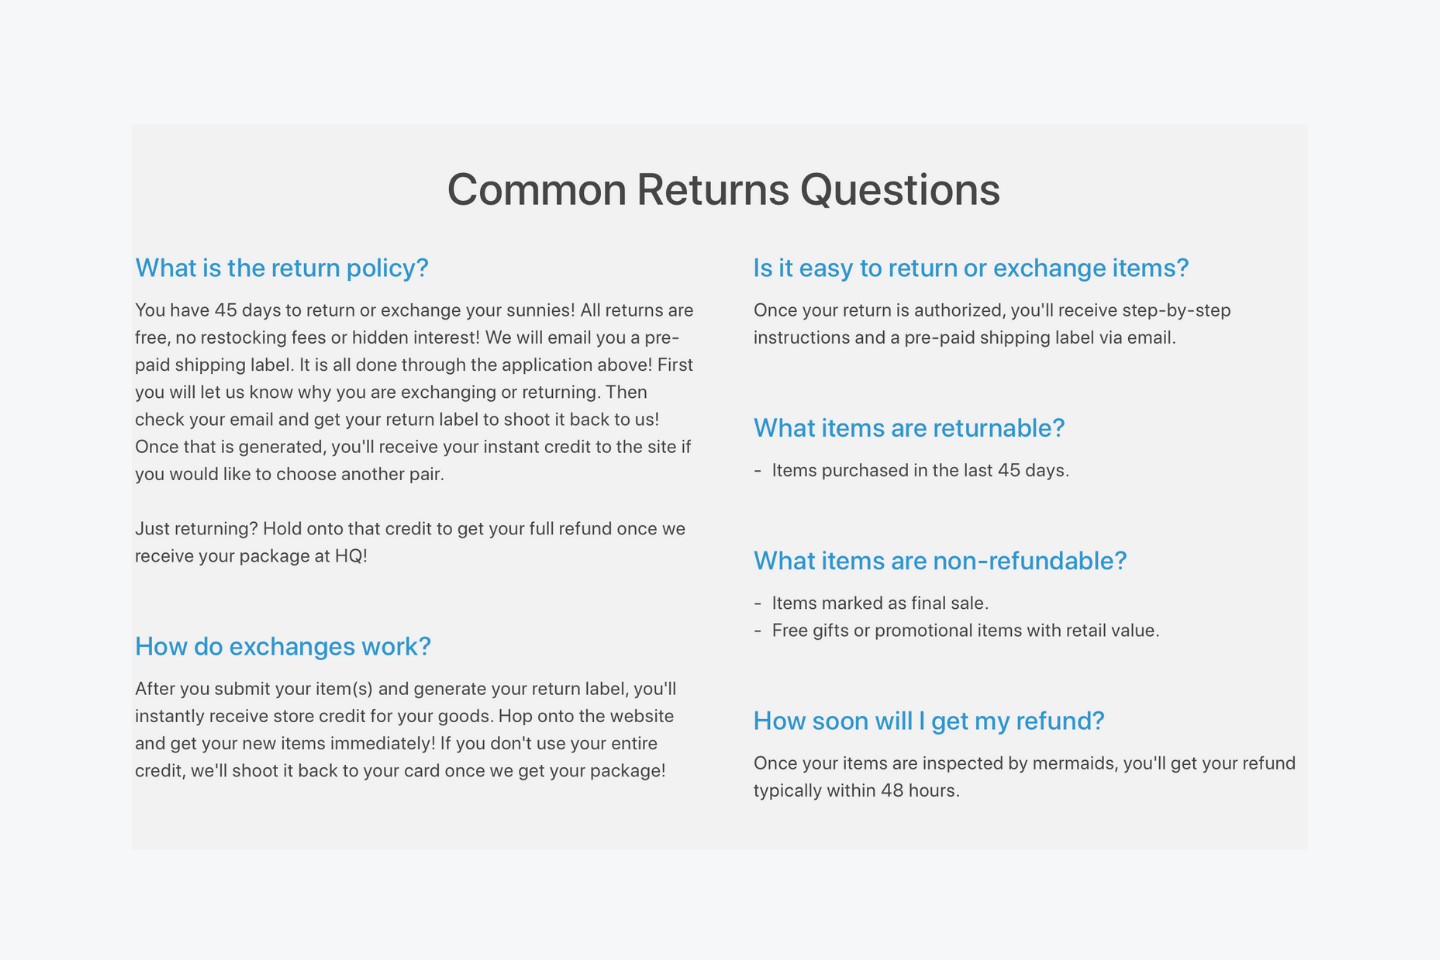 Common Returns Questions
What is the return policy?
You have 45 days to return or exchange your sunnies! All returns are
free, no restocking fees or hidden interest! We will email you a pre-
paid shipping label. It is all done through the application above! First
you will let us know why you are exchanging or returning. Then
check your email and get your return label to shoot it back to us!
Once that is generated, you'll receive your instant credit to the site if
you would like to choose another pair.
Just returning? Hold onto that credit to get your full refund once we
receive your package at HQ!
How do exchanges work?
After you submit your item(s) and generate your return label, you'll
instantly receive store credit for your goods. Hop onto the website
and get your new items immediately! If you don't use your entire
credit, we'll shoot it back to your card once we get your package!
Is it easy to return or exchange items?
Once your return is authorized, you'll receive step-by-step
instructions and a pre-paid shipping label via email.
What items are returnable?
- Items purchased in the last 45 days.
What items are non-refundable?
- Items marked as final sale.
- Free gifts or promotional items with retail value.
How soon will I get my refund?
Once your items are inspected by mermaids, you'll get your refund
typically within 48 hours.